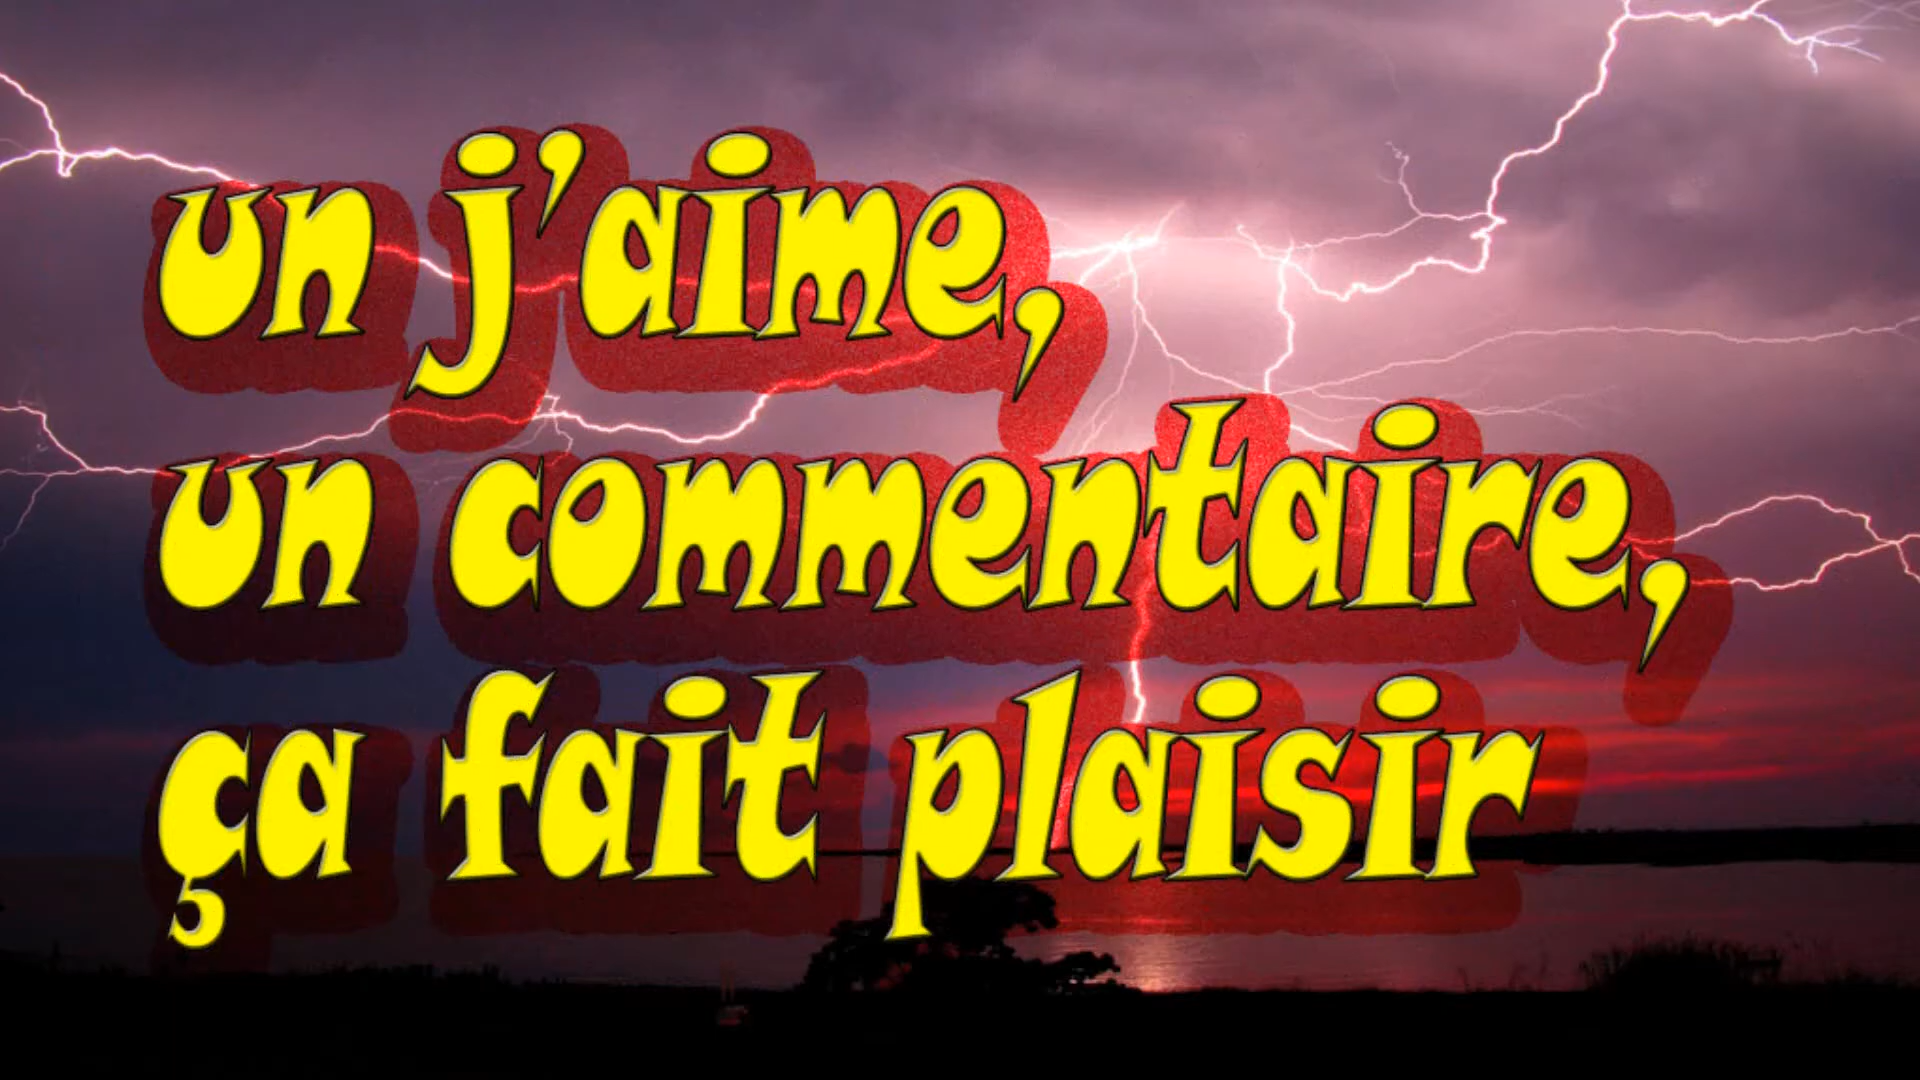 un j'aime,
un commentaire,
ça fait plaisir